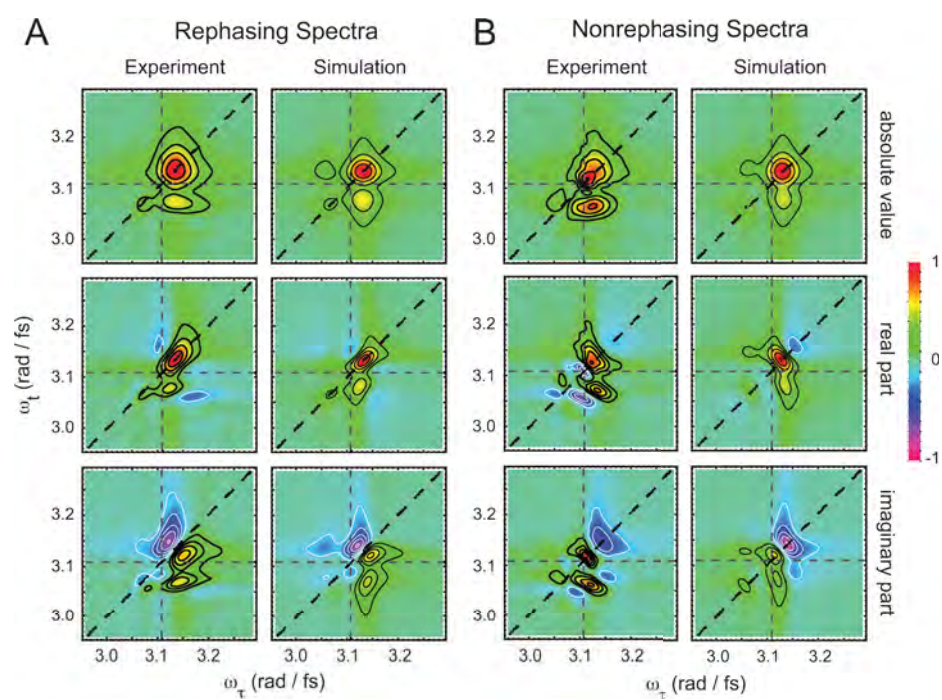 A Rephasing Spectra
B Nonrephasing Spectra
Experiment Simulation Experiment Simulation
3.2
3.1
3.0
absolute value
3.2
3.1
3.0
real part
3.2
3.1
3.0
imaginary part
ω_t (rad / fs)
1
0
-1
3.0 3.1 3.2 3.0 3.1 3.2 3.0 3.1 3.2 3.0 3.1 3.2
ω_τ (rad / fs) ω_τ (rad / fs)